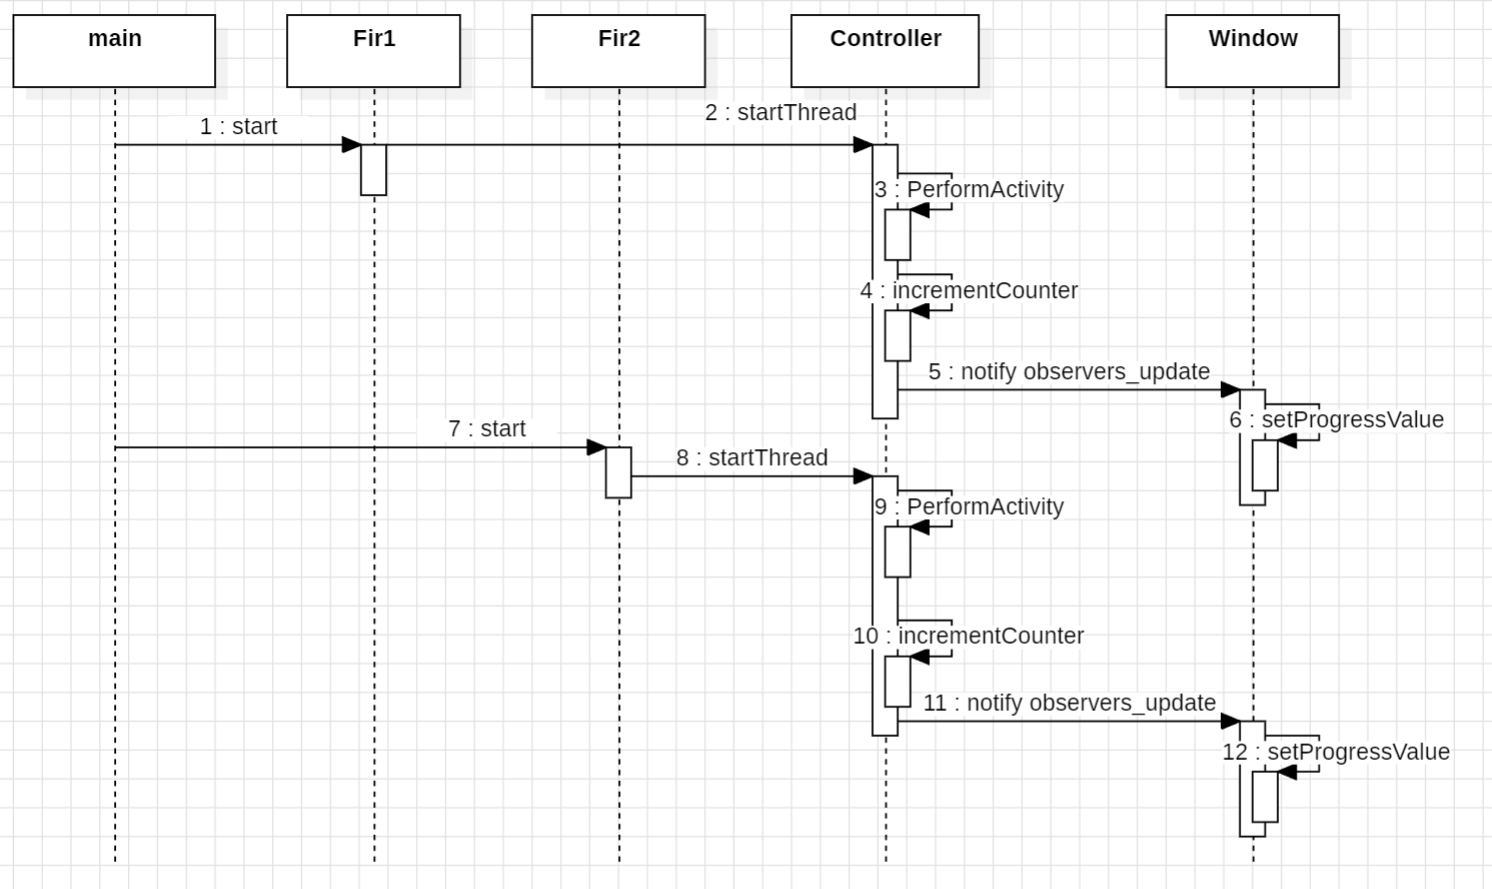 main
Fir1
Fir2
Controller
Window
2 : startThread
1 : start
3 : PerformActivity
4 : incrementCounter
5 : notify observers_update
6 : setProgressValue
7 : start
8 : startThread
9 : PerformActivity
10 : incrementCounter
11 : notify observers_update
12 : setProgressValue